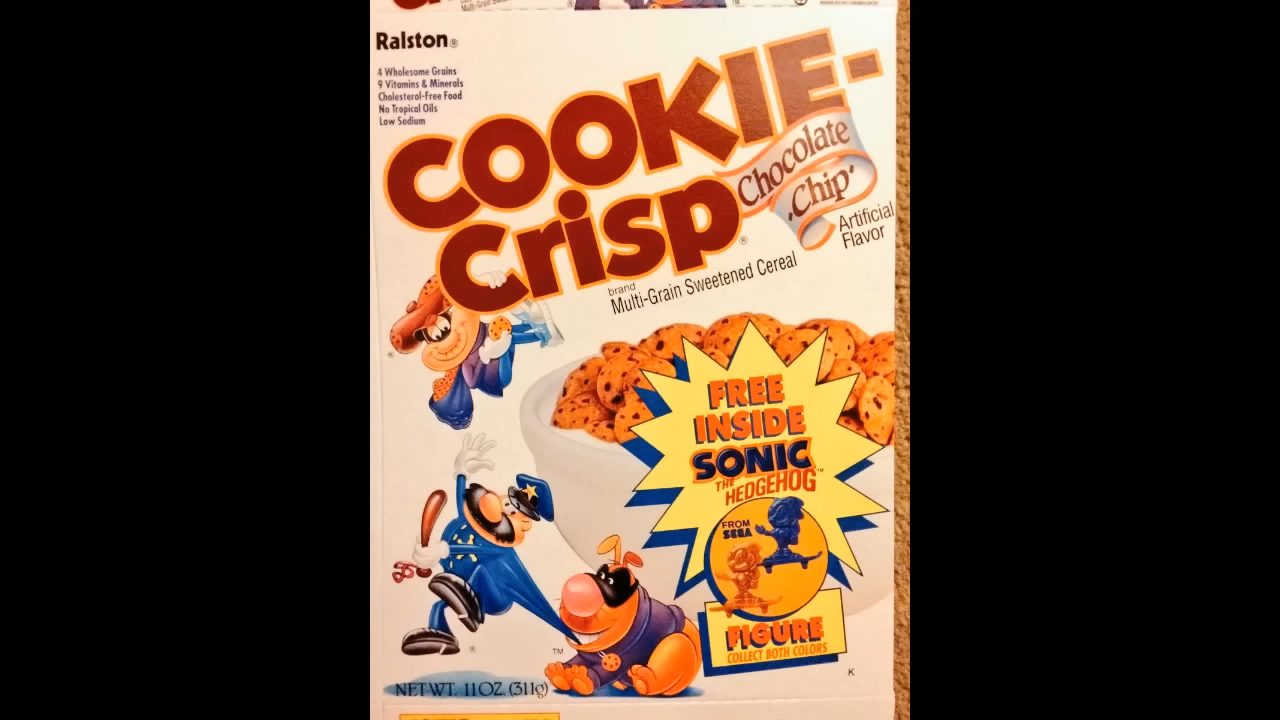 Ralston®
4 Wholesome Grains
9 Vitamins & Minerals
Cholesterol-Free Food
No Tropical Oils
Low Sodium
COOKIE-
Crisp®
Chocolate
Chip
Artificial
Flavor
brand
Multi-Grain Sweetened Cereal
FREE
INSIDE
SONIC
THE
HEDGEHOG™
FROM
SEGA
FIGURE
COLLECT BOTH COLORS
®
®
TM
K
NET WT. 11 OZ. (311g)